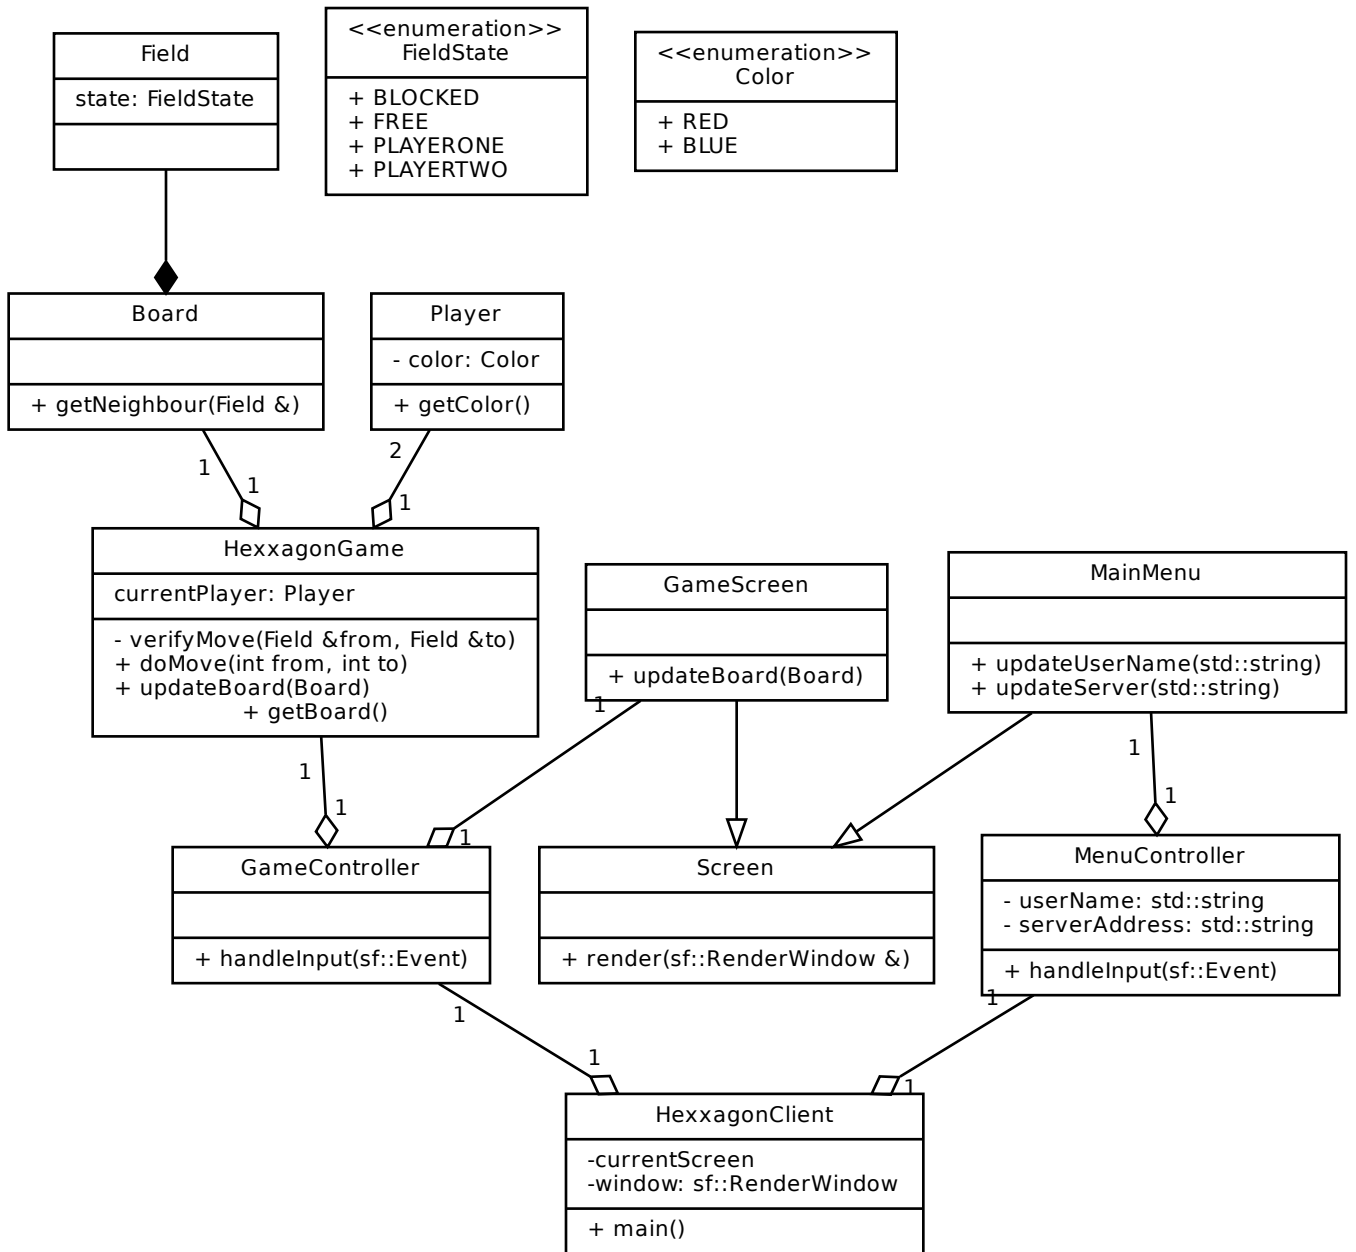 Field
state: FieldState
<<enumeration>>
FieldState
+ BLOCKED
+ FREE
+ PLAYERONE
+ PLAYERTWO
<<enumeration>>
Color
+ RED
+ BLUE
Board
+ getNeighbour(Field &)
Player
- color: Color
+ getColor()
1
1
2
1
HexxagonGame
currentPlayer: Player
- verifyMove(Field &from, Field &to)
+ doMove(int from, int to)
+ updateBoard(Board)
+ getBoard()
GameScreen
+ updateBoard(Board)
MainMenu
+ updateUserName(std::string)
+ updateServer(std::string)
1
1
1
1
1
1
GameController
+ handleInput(sf::Event)
Screen
+ render(sf::RenderWindow &)
MenuController
- userName: std::string
- serverAddress: std::string
+ handleInput(sf::Event)
1
1
1
1
HexxagonClient
-currentScreen
-window: sf::RenderWindow
+ main()